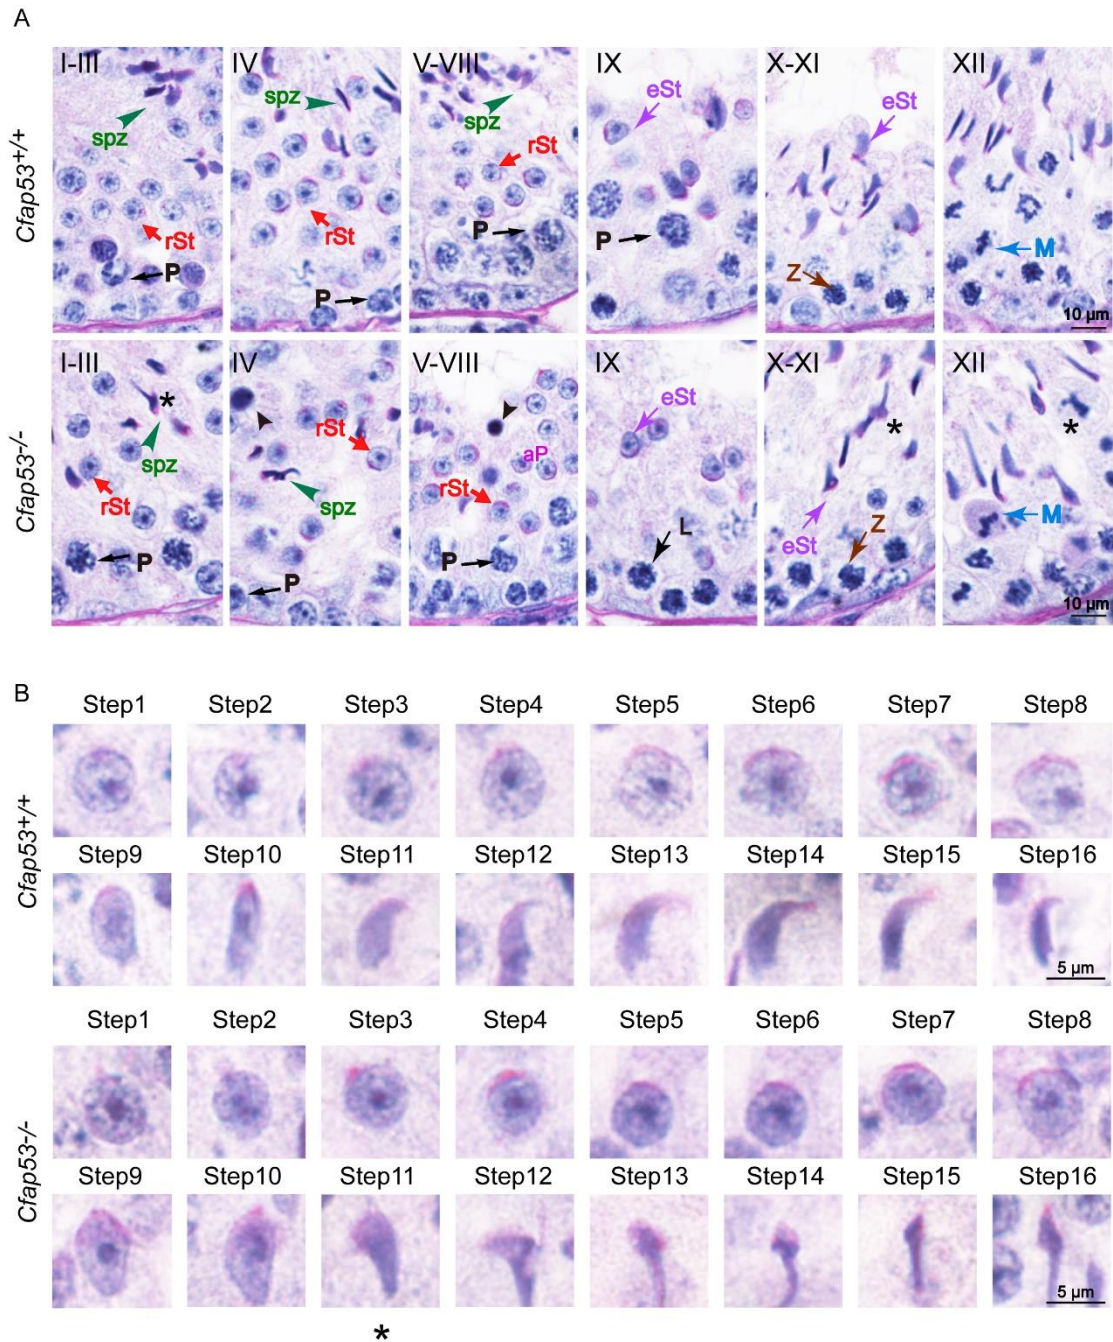 A
Cfap53+/+
I-III IV V-VIII IX X-XI XII
spz spz spz eSt eSt
rSt rSt rSt
P P P P Z M
10 µm
Cfap53-/-
I-III IV V-VIII IX X-XI XII
* * *
spz rSt eSt
rSt spz aP rSt
P P P L eSt Z M
10 µm
B
Step1 Step2 Step3 Step4 Step5 Step6 Step7 Step8
Cfap53+/+
Step9 Step10 Step11 Step12 Step13 Step14 Step15 Step16
5 µm
Step1 Step2 Step3 Step4 Step5 Step6 Step7 Step8
Cfap53-/-
Step9 Step10 Step11 Step12 Step13 Step14 Step15 Step16
5 µm
*